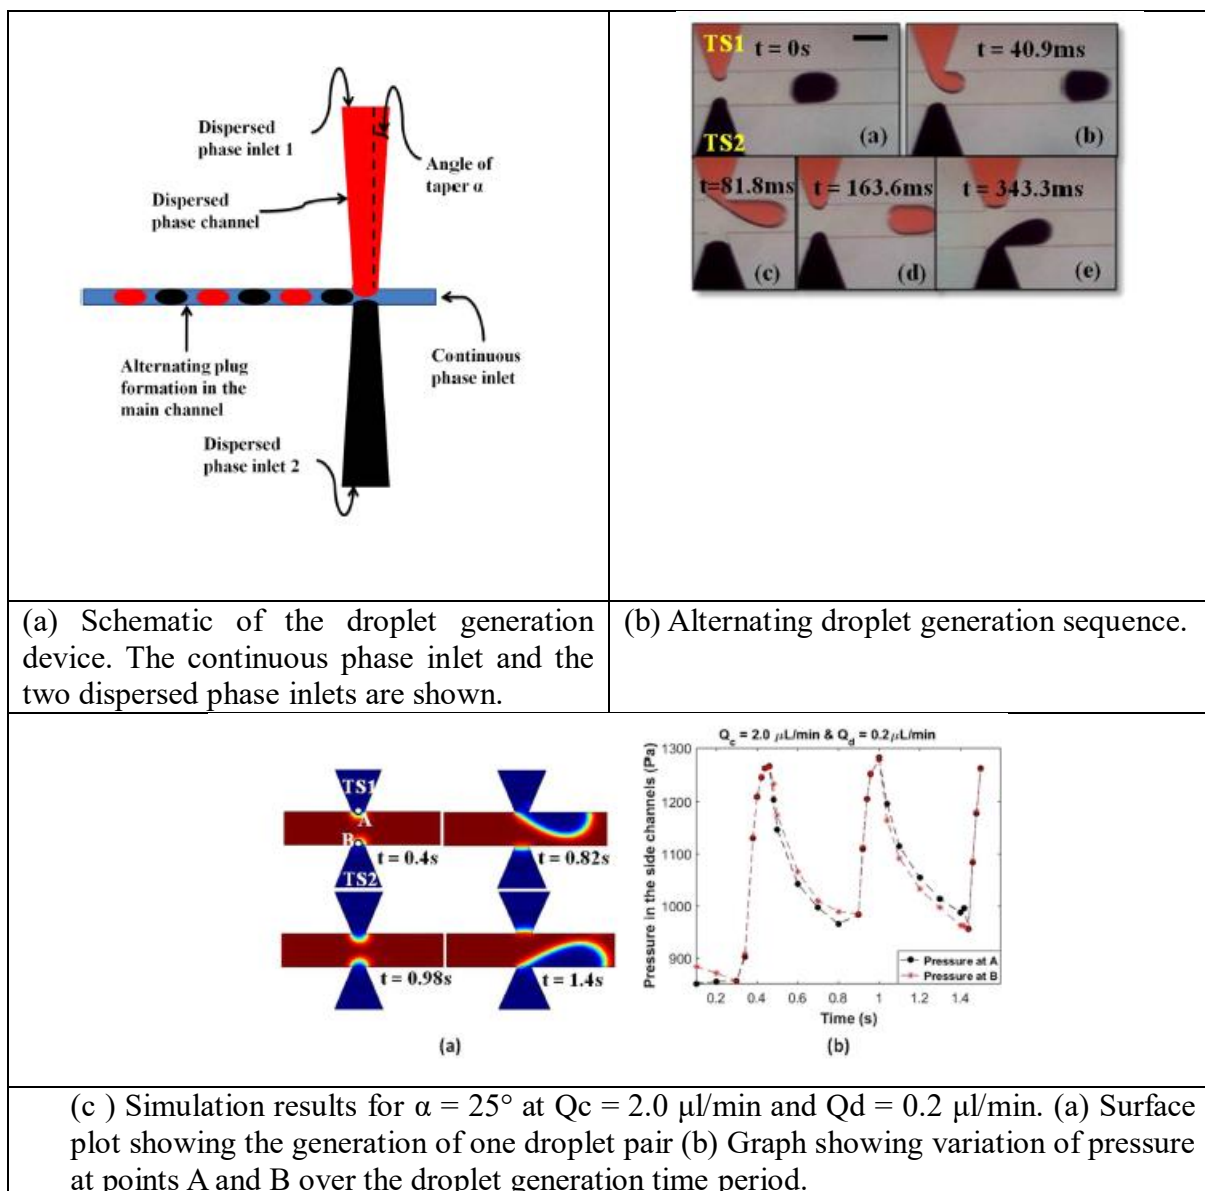 Dispersed
phase inlet 1
Angle of
taper α
Dispersed
phase channel
Alternating plug
formation in the
main channel
Continuous
phase inlet
Dispersed
phase inlet 2
TS1
t = 0s
TS2
(a)
t = 40.9ms
(b)
t=81.8ms
(c)
t = 163.6ms
(d)
t = 343.3ms
(e)
(a) Schematic of the droplet generation
device. The continuous phase inlet and the
two dispersed phase inlets are shown.
(b) Alternating droplet generation sequence.
TS1
A
B
t = 0.4s
TS2
t = 0.82s
t = 0.98s
t = 1.4s
(a)
Q_c = 2.0 μL/min & Q_d = 0.2μL/min
Pressure in the side channels (Pa)
1300
1200
1100
1000
900
0.2 0.4 0.6 0.8 1 1.2 1.4
Time (s)
Pressure at A
Pressure at B
(b)
(c ) Simulation results for α = 25° at Qc = 2.0 μl/min and Qd = 0.2 μl/min. (a) Surface
plot showing the generation of one droplet pair (b) Graph showing variation of pressure
at points A and B over the droplet generation time period.